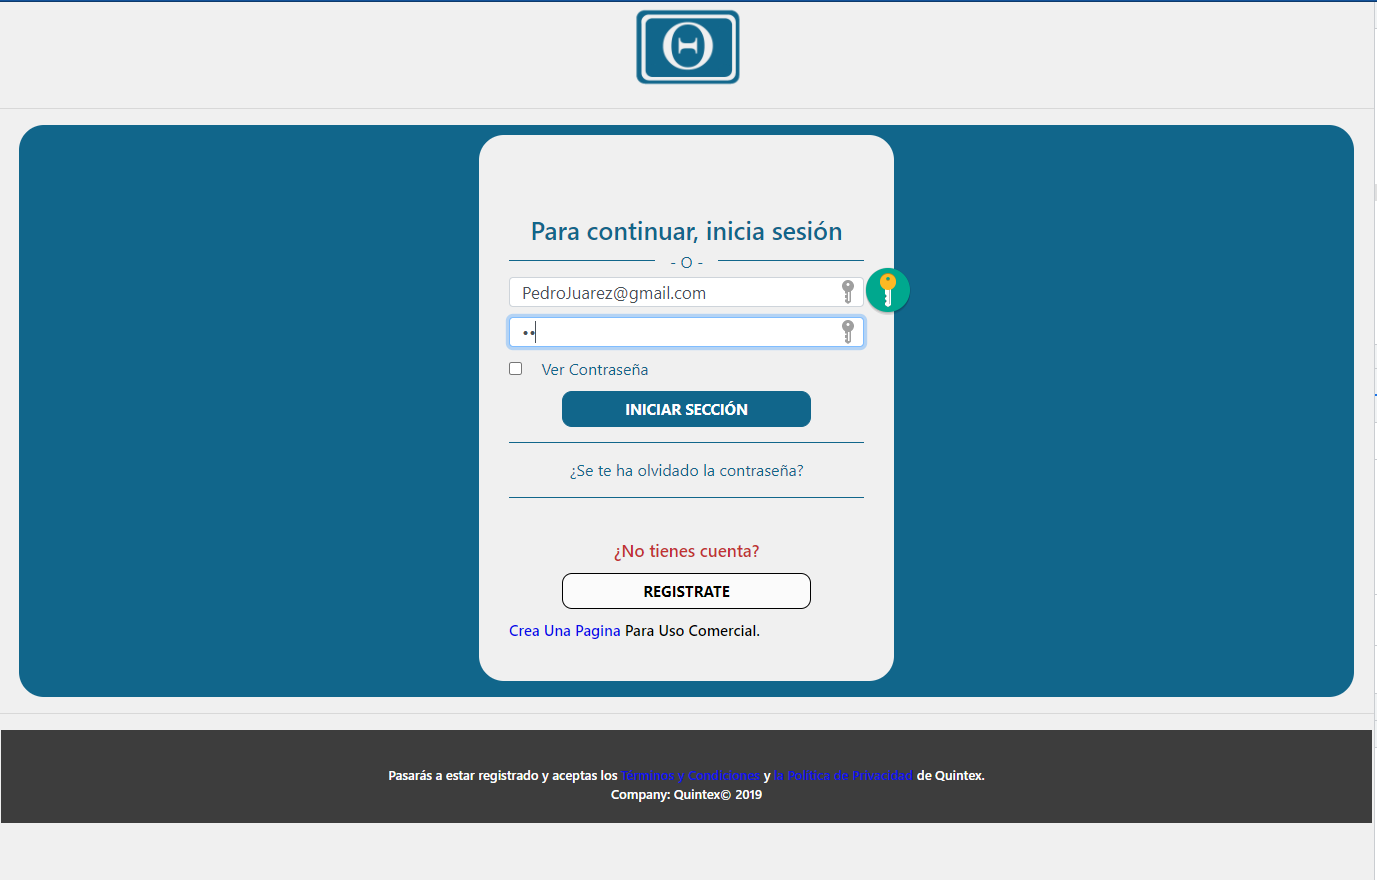 Para continuar, inicia sesión
- O -
PedroJuarez@gmail.com
••
Ver Contraseña
INICIAR SECCIÓN
¿Se te ha olvidado la contraseña?
¿No tienes cuenta?
REGISTRATE
Crea Una Pagina Para Uso Comercial.
Pasarás a estar registrado y aceptas los Terminos y Condiciones y la Política de Privacidad de Quintex.
Company: Quintex© 2019